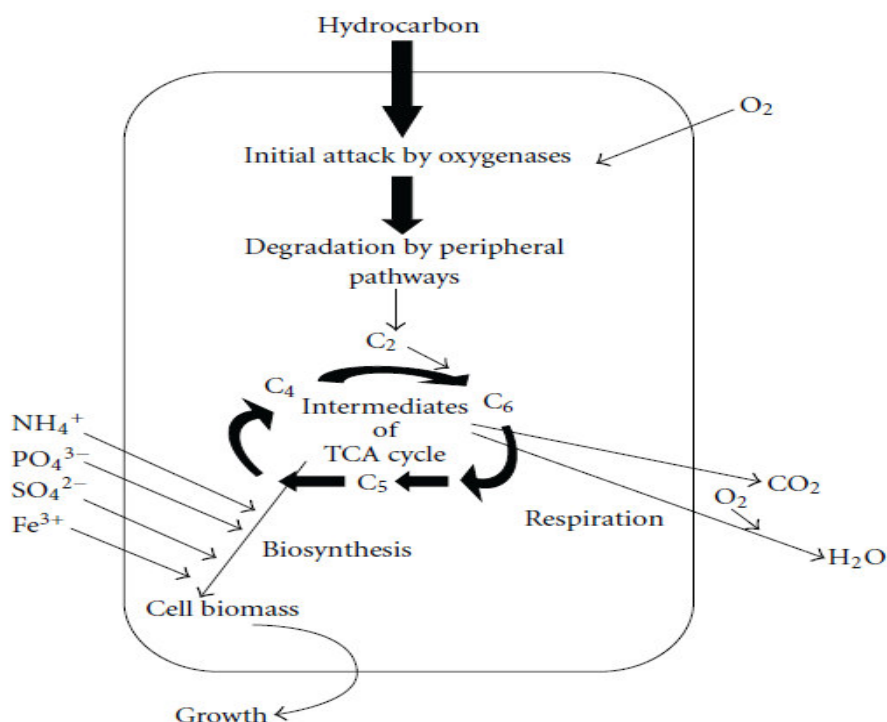 Hydrocarbon
O₂
Initial attack by oxygenases
Degradation by peripheral
pathways
C₂
C₄
C₆
Intermediates
of
TCA cycle
C₅
NH₄⁺
PO₄³⁻
SO₄²⁻
Fe³⁺
CO₂
O₂
Respiration
H₂O
Biosynthesis
Cell biomass
Growth